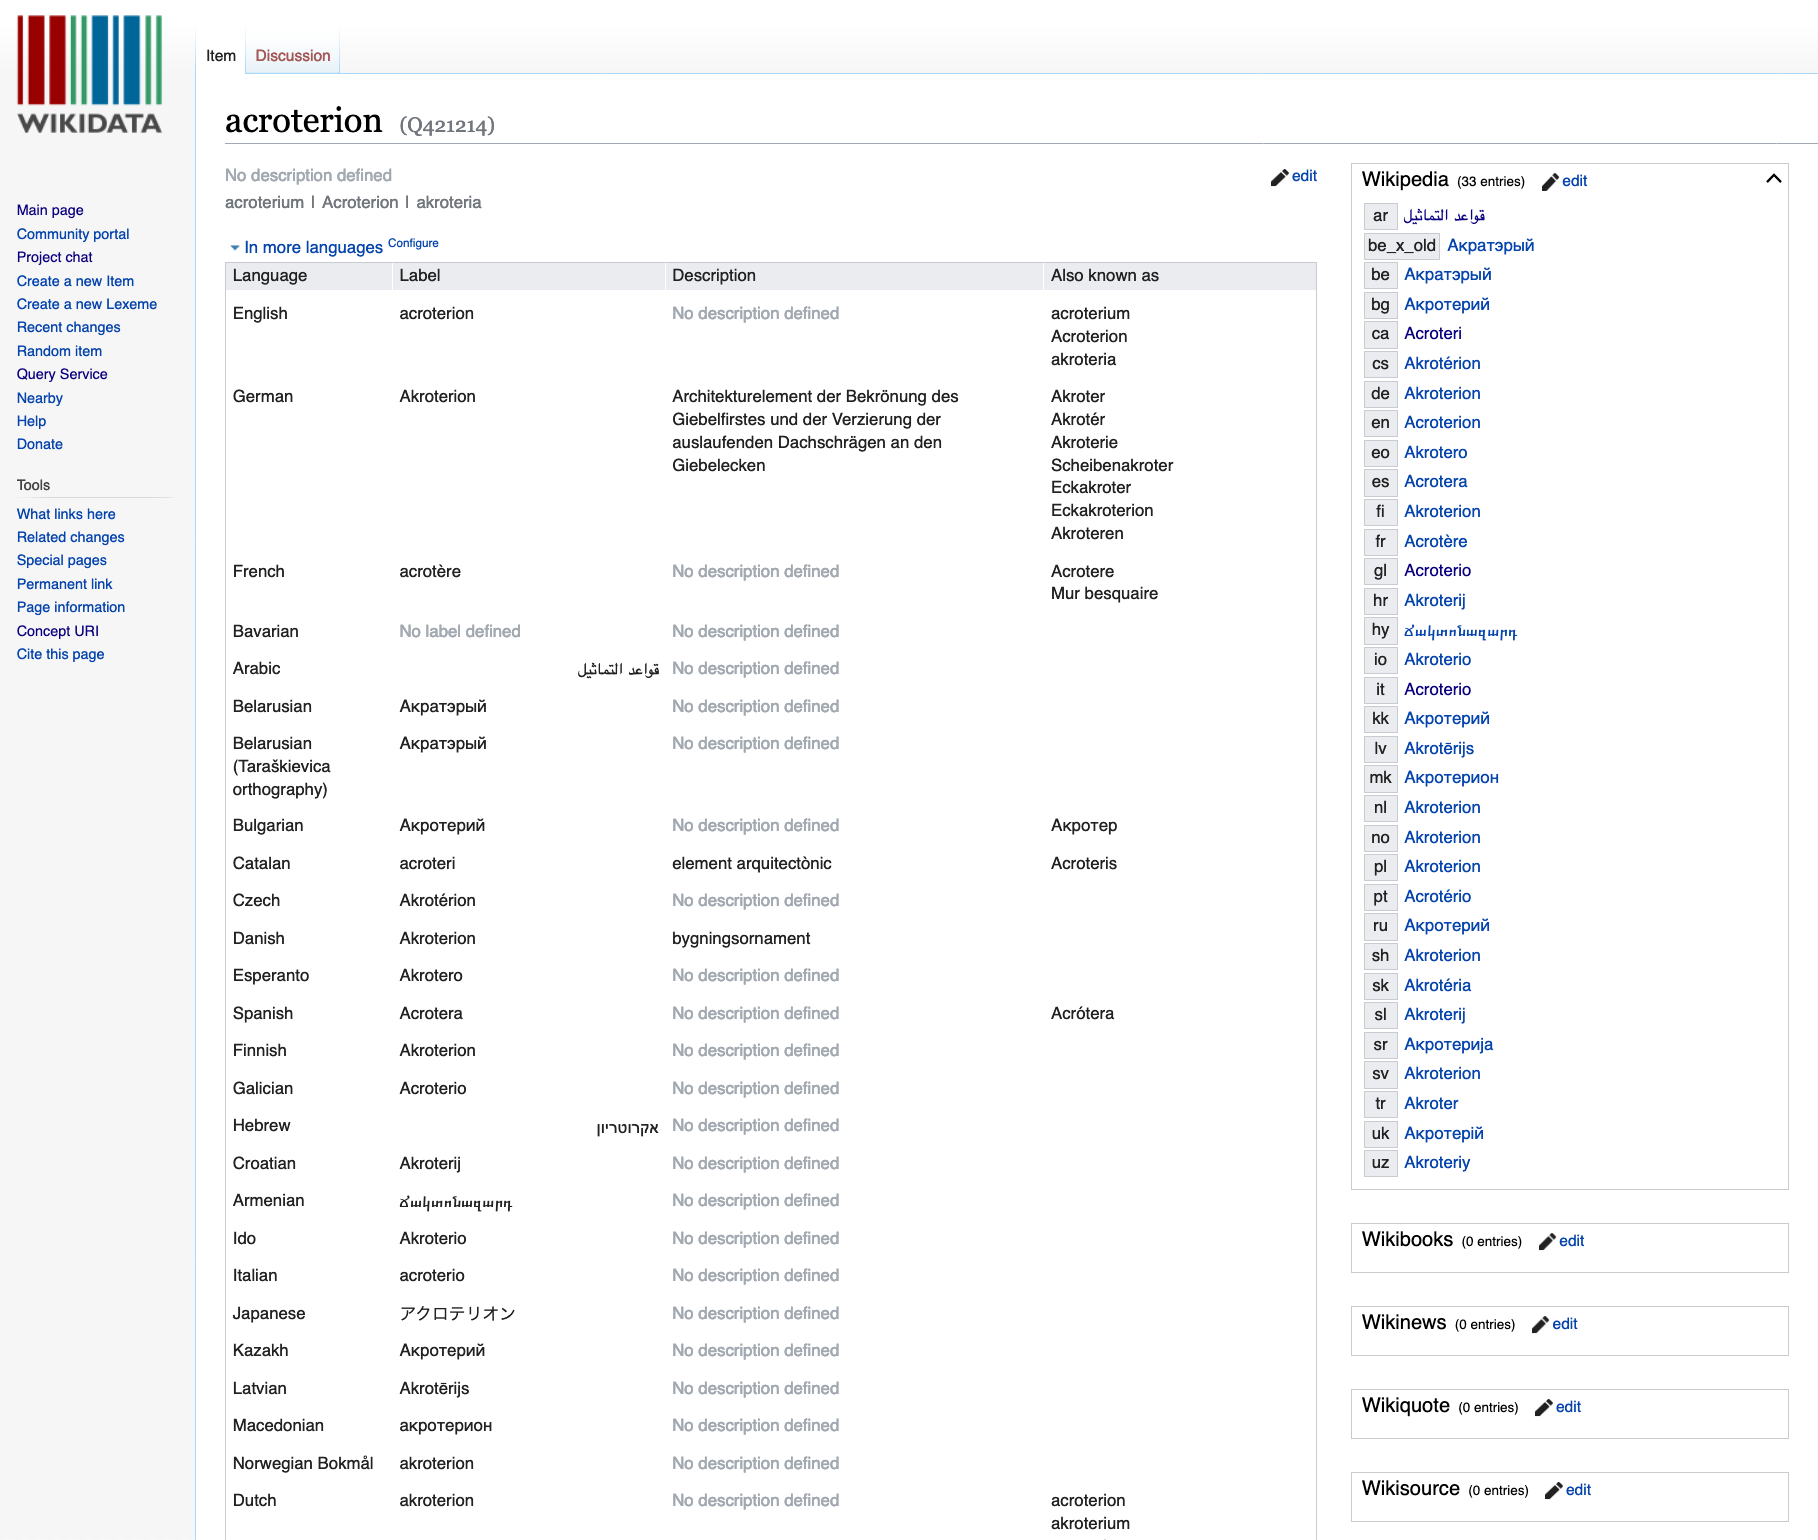 WIKIDATA
Main page
Community portal
Project chat
Create a new Item
Create a new Lexeme
Recent changes
Random item
Query Service
Nearby
Help
Donate
Tools
What links here
Related changes
Special pages
Permanent link
Page information
Concept URI
Cite this page
Item Discussion
acroterion (Q421214)
No description defined edit
acroterium | Acroterion | akroteria
In more languages Configure
Language Label Description Also known as
English acroterion No description defined acroterium
Acroterion
akroteria
German Akroterion Architekturelement der Bekrönung des Akroter
Giebelfirstes und der Verzierung der Akrotér
auslaufenden Dachschrägen an den Akroterie
Giebelecken Scheibenakroter
Eckakroter
Eckakroterion
Akroteren
French acrotère No description defined Acrotere
Mur besquaire
Bavarian No label defined No description defined
Arabic قواعد التماثيل No description defined
Belarusian Акратэрый No description defined
Belarusian Акратэрый No description defined
(Taraškievica
orthography)
Bulgarian Акротерий No description defined Акротер
Catalan acroteri element arquitectònic Acroteris
Czech Akrotérion No description defined
Danish Akroterion bygningsornament
Esperanto Akrotero No description defined
Spanish Acrotera No description defined Acrótera
Finnish Akroterion No description defined
Galician Acroterio No description defined
Hebrew אקרוטריון No description defined
Croatian Akroterij No description defined
Armenian Ճակտոնազարդ No description defined
Ido Akroterio No description defined
Italian acroterio No description defined
Japanese アクロテリオン No description defined
Kazakh Акротерий No description defined
Latvian Akrotērijs No description defined
Macedonian акротерион No description defined
Norwegian Bokmål akroterion No description defined
Dutch akroterion No description defined acroterion
akroterium
Wikipedia (33 entries) edit
ar قواعد التماثيل
be_x_old Акратэрый
be Акратэрый
bg Акротерий
ca Acroteri
cs Akrotérion
de Akroterion
en Acroterion
eo Akrotero
es Acrotera
fi Akroterion
fr Acrotère
gl Acroterio
hr Akroterij
hy Ճակտոնազարդ
io Akroterio
it Acroterio
kk Акротерий
lv Akrotērijs
mk Акротерион
nl Akroterion
no Akroterion
pl Akroterion
pt Acrotério
ru Акротерий
sh Akroterion
sk Akrotéria
sl Akroterij
sr Акротерија
sv Akroterion
tr Akroter
uk Акротерій
uz Akroteriy
Wikibooks (0 entries) edit
Wikinews (0 entries) edit
Wikiquote (0 entries) edit
Wikisource (0 entries) edit